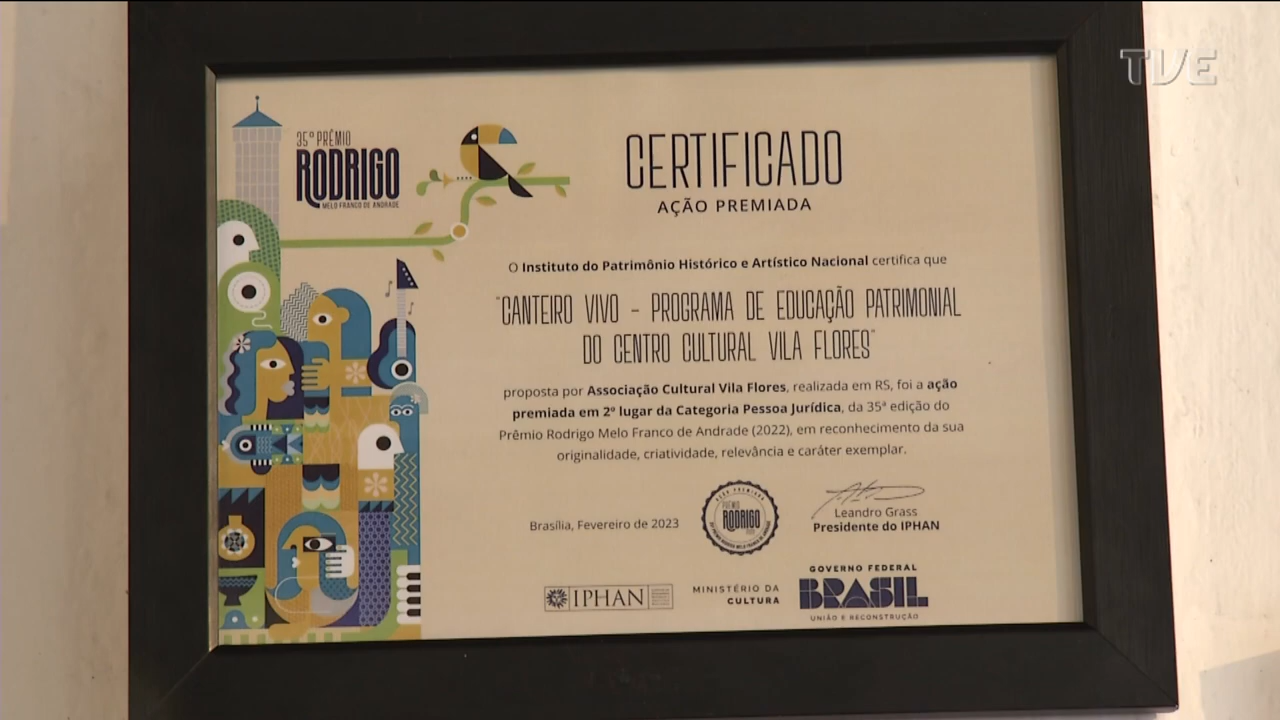 TVE
35º PRÊMIO
RODRIGO
MELO FRANCO DE ANDRADE
CERTIFICADO
AÇÃO PREMIADA
O Instituto do Patrimônio Histórico e Artístico Nacional certifica que
"CANTEIRO VIVO - PROGRAMA DE EDUCAÇÃO PATRIMONIAL
DO CENTRO CULTURAL VILA FLORES"
proposta por Associação Cultural Vila Flores, realizada em RS, foi a ação
premiada em 2º lugar da Categoria Pessoa Jurídica, da 35ª edição do
Prêmio Rodrigo Melo Franco de Andrade (2022), em reconhecimento da sua
originalidade, criatividade, relevância e caráter exemplar.
Brasília, Fevereiro de 2023
AÇÃO PREMIADA
PRÊMIO
RODRIGO
Leandro Grass
Presidente do IPHAN
IPHAN
MINISTÉRIO DA
CULTURA
GOVERNO FEDERAL
BRASIL
UNIÃO E RECONSTRUÇÃO